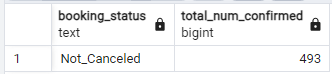 booking_status total_num_confirmed
text bigint
1 Not_Canceled 493